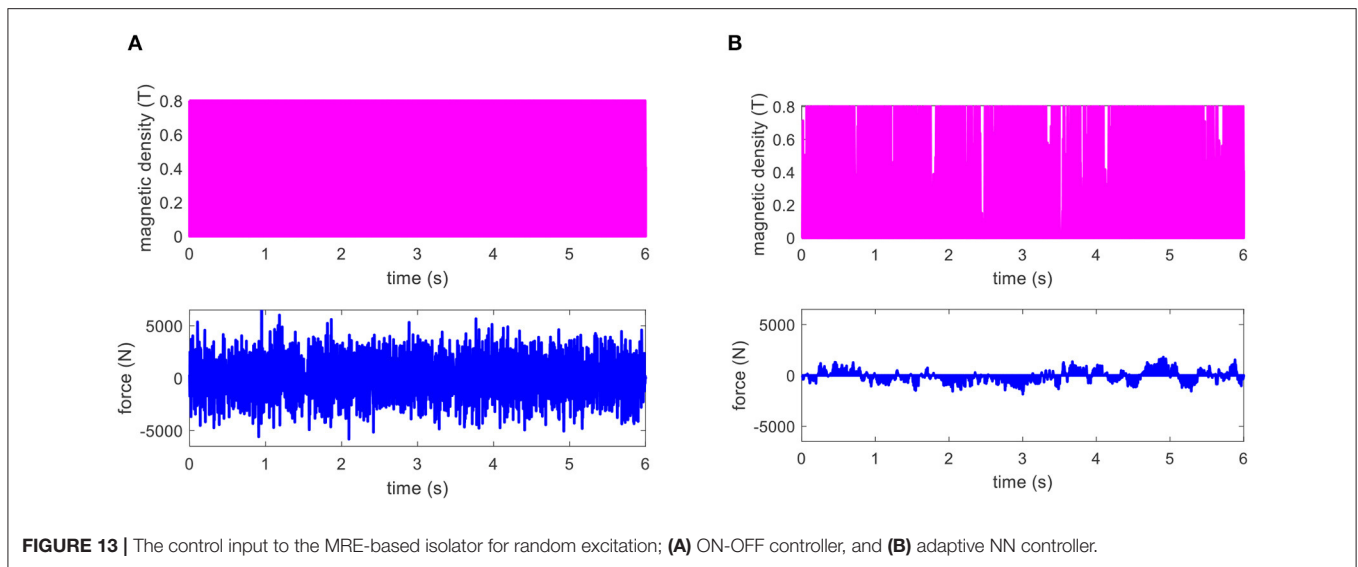 A
magnetic density (T)
0.8
0.6
0.4
0.2
0
0 1 2 3 4 5 6
time (s)
force (N)
5000
0
-5000
0 1 2 3 4 5 6
time (s)
B
magnetic density (T)
0.8
0.6
0.4
0.2
0
0 1 2 3 4 5 6
time (s)
force (N)
5000
0
-5000
0 1 2 3 4 5 6
time (s)
FIGURE 13 | The control input to the MRE-based isolator for random excitation; (A) ON-OFF controller, and (B) adaptive NN controller.